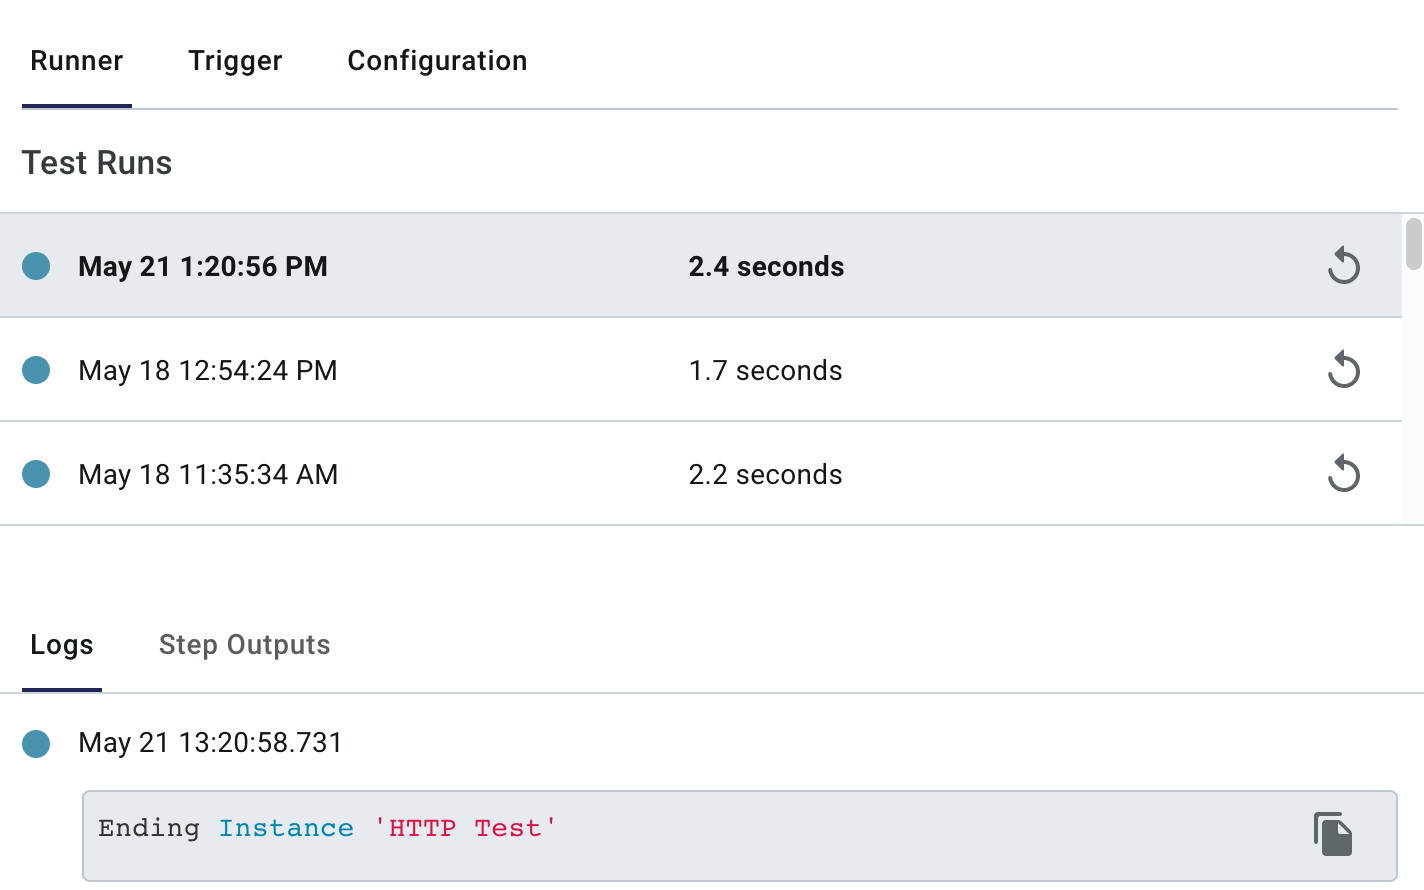 Runner Trigger Configuration
Test Runs
May 21 1:20:56 PM 2.4 seconds
May 18 12:54:24 PM 1.7 seconds
May 18 11:35:34 AM 2.2 seconds
Logs Step Outputs
May 21 13:20:58.731
Ending Instance 'HTTP Test'